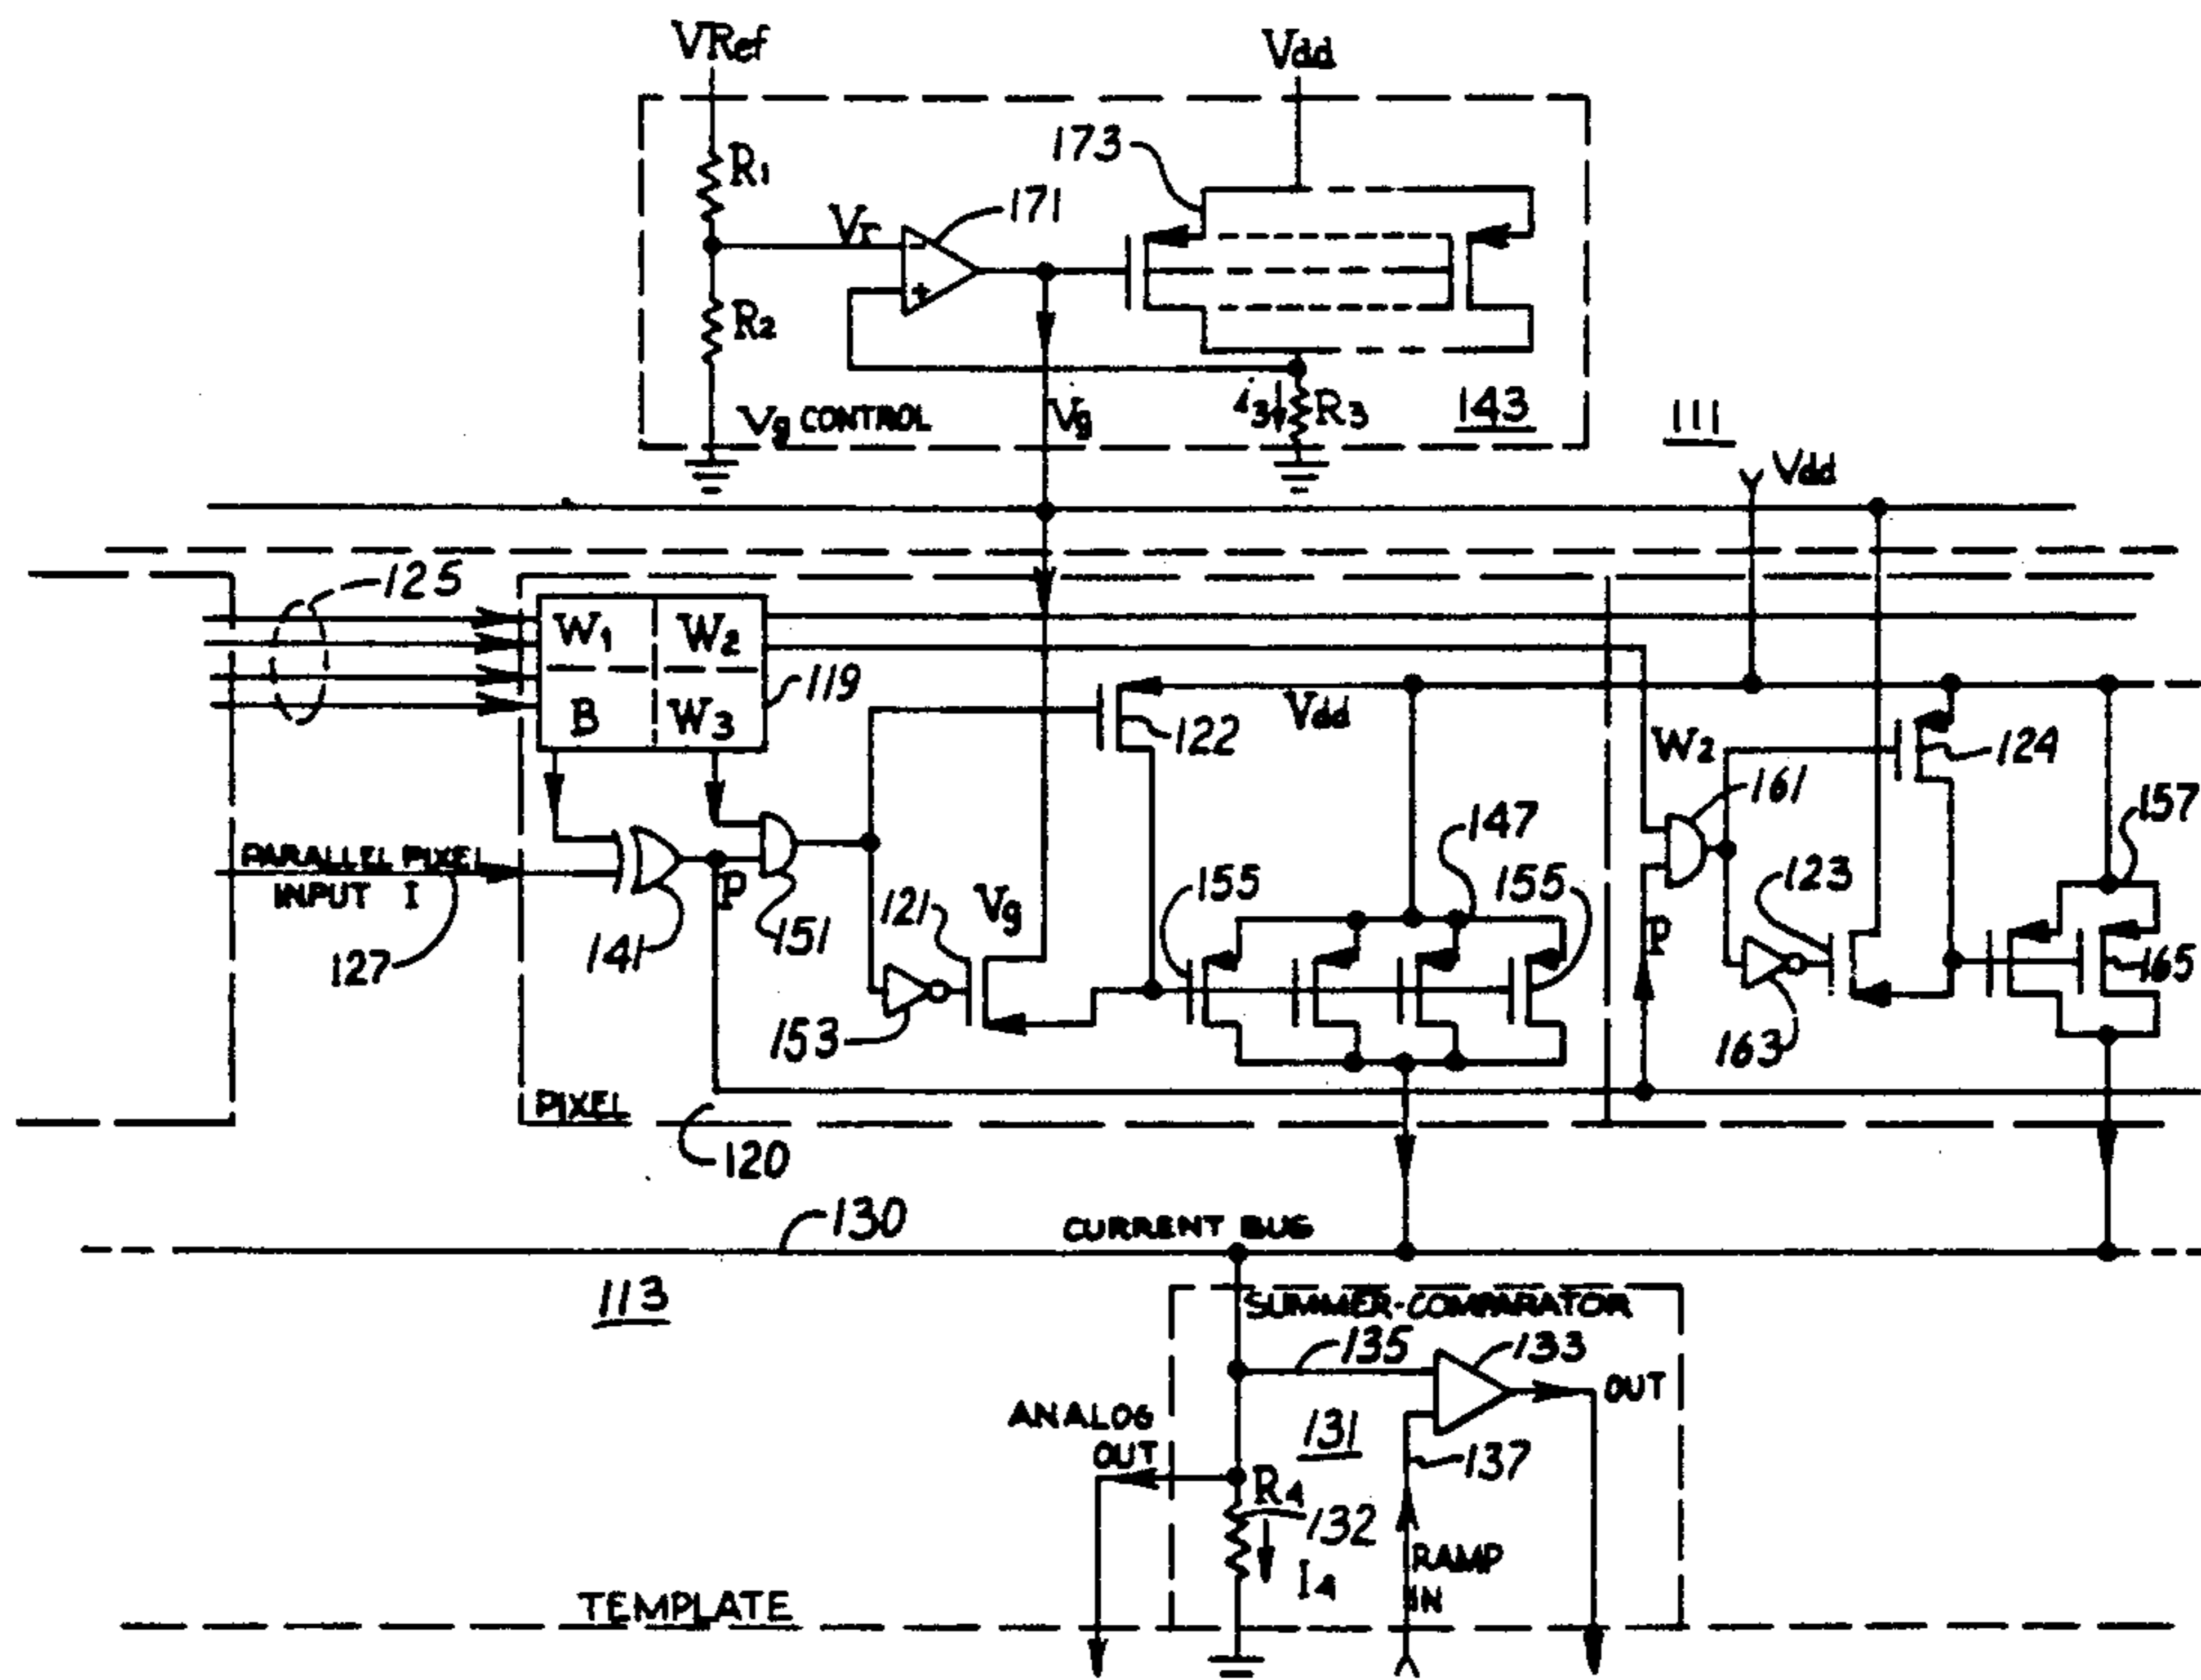 VRef
Vdd
173
R1
171
Vr
-
+
R2
Vg CONTROL
Vg
i3
R3
143
111
Vdd
125
W1
W2
B
W3
119
Vdd
122
W2
124
161
157
PARALLEL PIXEL
INPUT I
127
P
141
151
121
Vg
155
147
155
123
P
165
153
163
PIXEL
120
130
CURRENT BUS
113
SUMMER-COMPARATOR
135
133
OUT
ANALOG
OUT
131
137
R4
132
I4
RAMP
IN
TEMPLATE